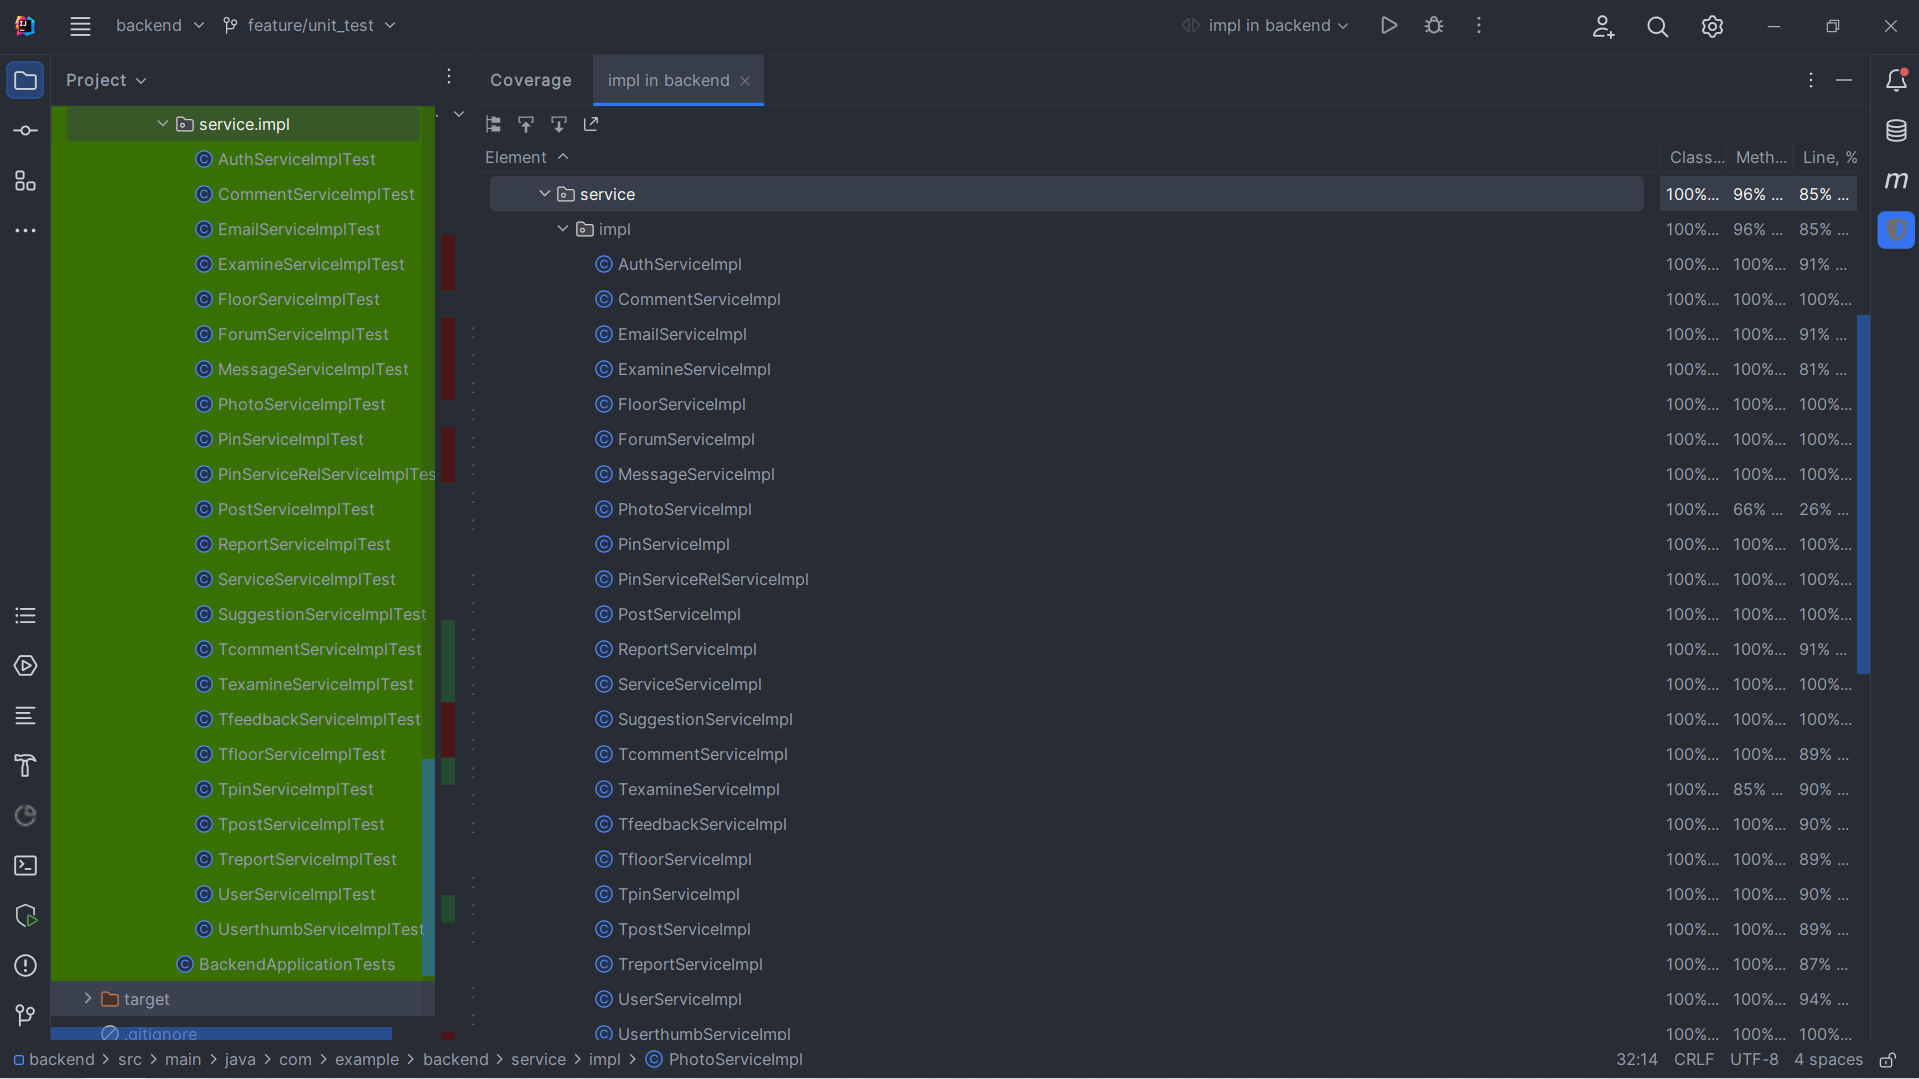 backend feature/unit_test impl in backend
Project
Coverage impl in backend
service.impl
AuthServiceImplTest
CommentServiceImplTest
EmailServiceImplTest
ExamineServiceImplTest
FloorServiceImplTest
ForumServiceImplTest
MessageServiceImplTest
PhotoServiceImplTest
PinServiceImplTest
PinServiceRelServiceImplTes
PostServiceImplTest
ReportServiceImplTest
ServiceServiceImplTest
SuggestionServiceImplTest
TcommentServiceImplTest
TexamineServiceImplTest
TfeedbackServiceImplTest
TfloorServiceImplTest
TpinServiceImplTest
TpostServiceImplTest
TreportServiceImplTest
UserServiceImplTest
UserthumbServiceImplTest
BackendApplicationTests
target
.gitignore
Element Class... Meth... Line, %
service 100%... 96% ... 85% ...
impl 100%... 96% ... 85% ...
AuthServiceImpl 100%... 100%... 91% ...
CommentServiceImpl 100%... 100%... 100%...
EmailServiceImpl 100%... 100%... 91% ...
ExamineServiceImpl 100%... 100%... 81% ...
FloorServiceImpl 100%... 100%... 100%...
ForumServiceImpl 100%... 100%... 100%...
MessageServiceImpl 100%... 100%... 100%...
PhotoServiceImpl 100%... 66% ... 26% ...
PinServiceImpl 100%... 100%... 100%...
PinServiceRelServiceImpl 100%... 100%... 100%...
PostServiceImpl 100%... 100%... 100%...
ReportServiceImpl 100%... 100%... 91% ...
ServiceServiceImpl 100%... 100%... 100%...
SuggestionServiceImpl 100%... 100%... 100%...
TcommentServiceImpl 100%... 100%... 89% ...
TexamineServiceImpl 100%... 85% ... 90% ...
TfeedbackServiceImpl 100%... 100%... 90% ...
TfloorServiceImpl 100%... 100%... 89% ...
TpinServiceImpl 100%... 100%... 90% ...
TpostServiceImpl 100%... 100%... 89% ...
TreportServiceImpl 100%... 100%... 87% ...
UserServiceImpl 100%... 100%... 94% ...
UserthumbServiceImpl 100%... 100%... 100%...
backend > src > main > java > com > example > backend > service > impl > PhotoServiceImpl 32:14 CRLF UTF-8 4 spaces